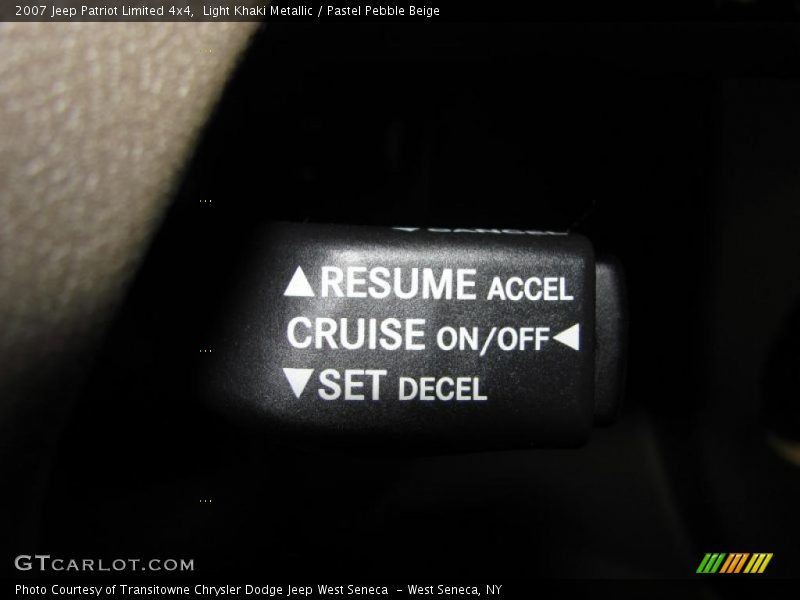 2007 Jeep Patriot Limited 4x4,  Light Khaki Metallic / Pastel Pebble Beige
▲RESUME ACCEL
CRUISE ON/OFF◀
▼SET DECEL
GTCARLOT.COM
Photo Courtesy of Transitowne Chrysler Dodge Jeep West Seneca  - West Seneca, NY